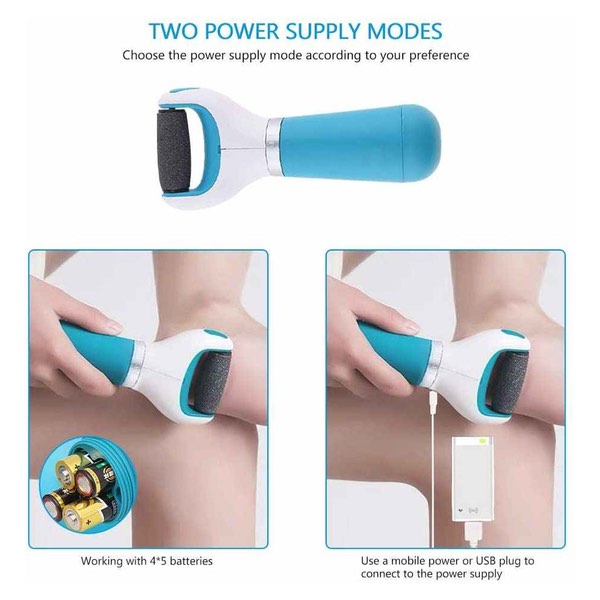 TWO POWER SUPPLY MODES
Choose the power supply mode according to your preference
Working with 4*5 batteries
Use a mobile power or USB plug to
connect to the power supply